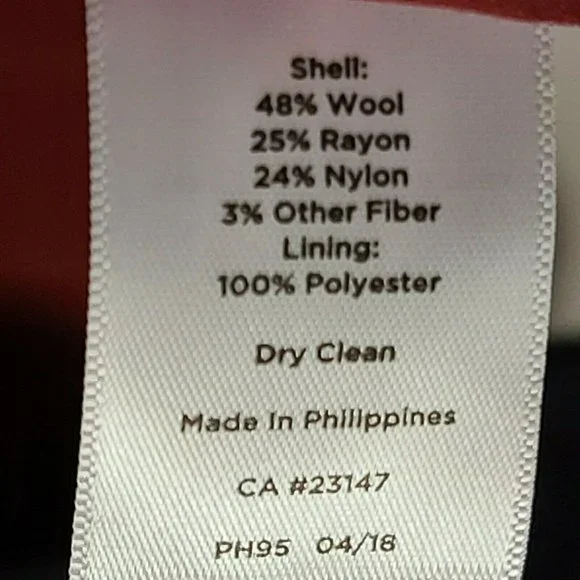 Shell:
48% Wool
25% Rayon
24% Nylon
3% Other Fiber
Lining:
100% Polyester
Dry Clean
Made In Philippines
CA #23147
PH95 04/18